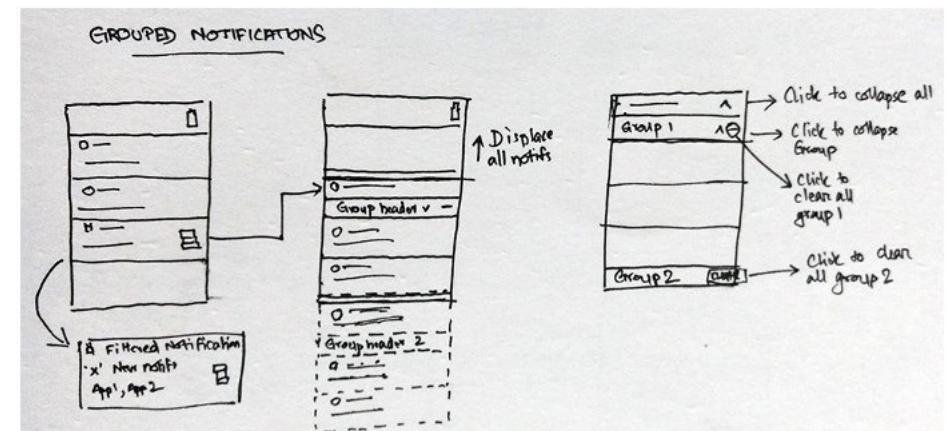 GROUPED NOTIFICATIONS
Group header v –
Displace
all notifs
Group header 2
Filtered Notification
'x' New notifs
App1, App2
Group 1
Group 2
Click to collapse all
Click to collapse
Group
Click to
clear all
group 1
Click to clear
all group 2